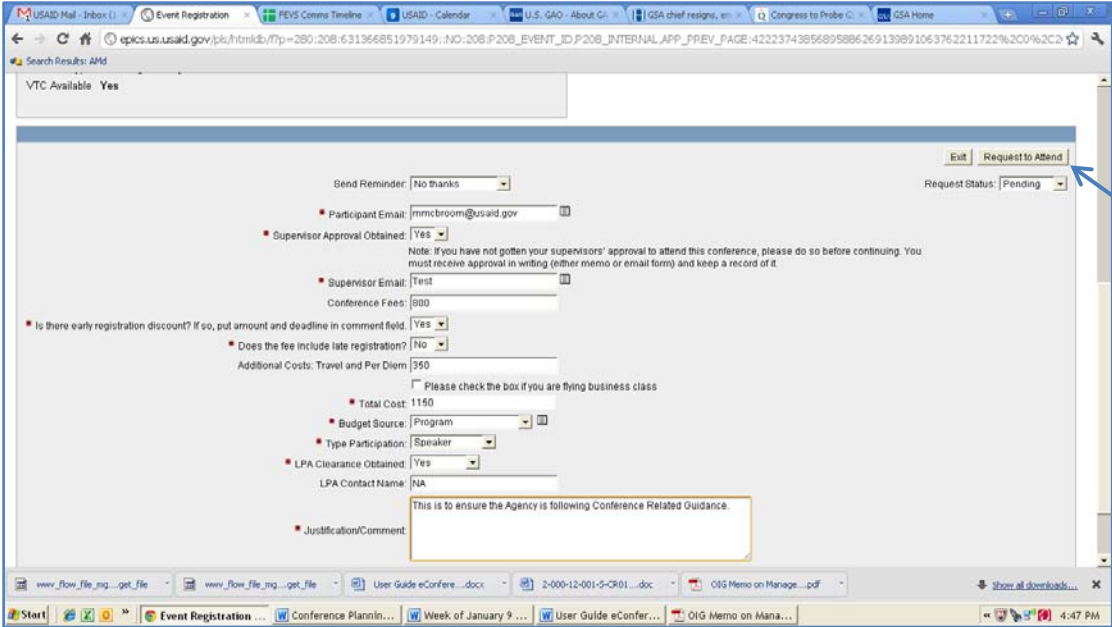 USAID Mail - Inbox (1
Event Registration
FEVS Comms Timeline
USAID - Calendar
U.S. GAO - About GA
GSA chief resigns, em
Congress to Probe G
GSA Home
epics.us.usaid.gov/pls/htmldb/f?p=280:208:631366851979149::NO:208:P208_EVENT_ID,P208_INTERNAL,APP_PREV_PAGE:
Search Results: AMd
VTC Available Yes
Exit Request to Attend
Send Reminder: No thanks
Request Status: Pending
* Participant Email: mmcbroom@usaid.gov
* Supervisor Approval Obtained: Yes
Note: If you have not gotten your supervisors' approval to attend this conference, please do so before continuing. You
must receive approval in writing (either memo or email form) and keep a record of it.
* Supervisor Email: Test
Conference Fees: 800
* Is there early registration discount? If so, put amount and deadline in comment field. Yes
* Does the fee include late registration? No
Additional Costs: Travel and Per Diem 350
Please check the box if you are flying business class
* Total Cost: 1150
* Budget Source: Program
* Type Participation: Speaker
* LPA Clearance Obtained: Yes
LPA Contact Name: NA
This is to ensure the Agency is following Conference Related Guidance.
* Justification/Comment:
wwv_flow_file_mg....get_file
wwv_flow_file_mg....get_file
User Guide eConfere....docx
2-000-12-001-S-CR01....doc
OIG Memo on Manage....pdf
Show all downloads...
Start
Event Registration ...
Conference Plannin...
Week of January 9 ...
User Guide eConfer...
OIG Memo on Mana...
4:47 PM